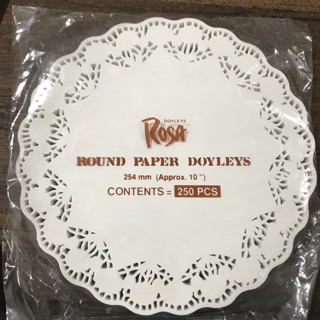 DOYLEYS
ROSA
ROUND PAPER DOYLEYS
254 mm (Approx. 10")
CONTENTS = 250 PCS